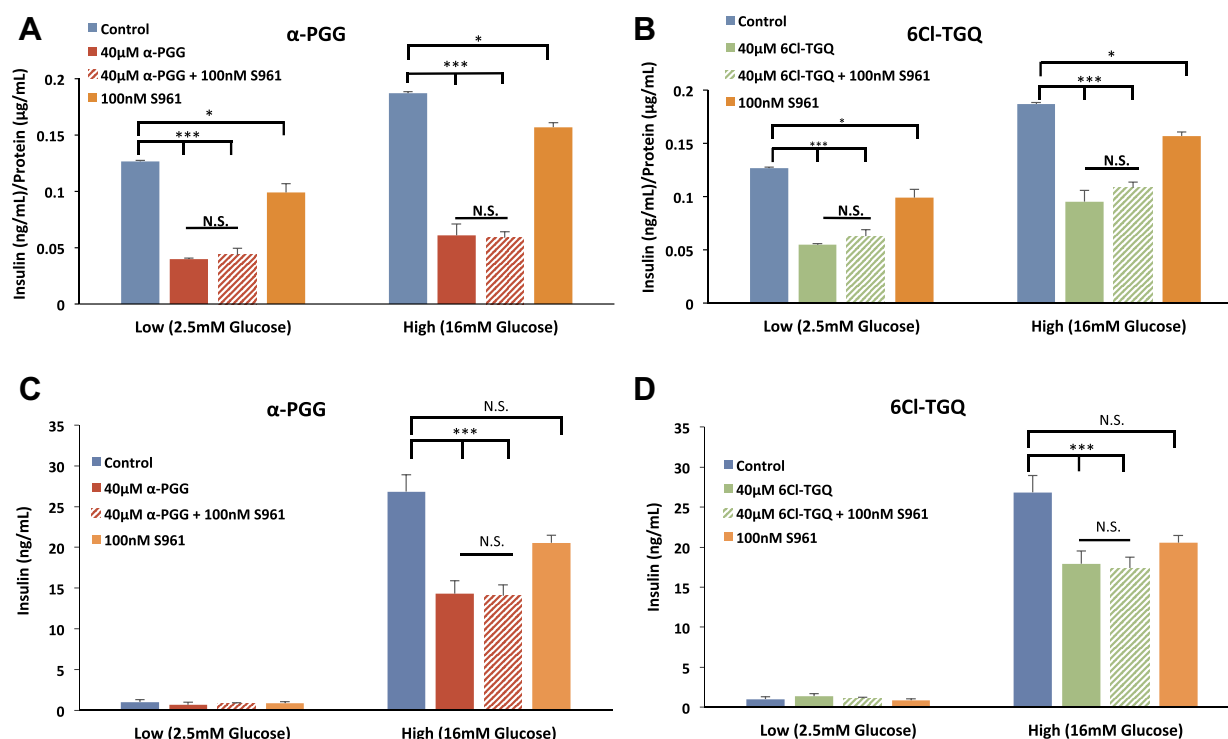 A
α-PGG
Control
40µM α-PGG
40µM α-PGG + 100nM S961
100nM S961
Insulin (ng/mL)/Protein (µg/mL)
0.2
0.15
0.1
0.05
0
*
***
N.S.
*
***
N.S.
Low (2.5mM Glucose)
High (16mM Glucose)
B
6Cl-TGQ
Control
40µM 6Cl-TGQ
40µM 6Cl-TGQ + 100nM S961
100nM S961
Insulin (ng/mL)/Protein (µg/mL)
0.2
0.15
0.1
0.05
0
*
***
N.S.
*
***
N.S.
Low (2.5mM Glucose)
High (16mM Glucose)
C
α-PGG
Control
40µM α-PGG
40µM α-PGG + 100nM S961
100nM S961
Insulin (ng/mL)
35
30
25
20
15
10
5
0
N.S.
***
N.S.
Low (2.5mM Glucose)
High (16mM Glucose)
D
6Cl-TGQ
Control
40µM 6Cl-TGQ
40µM 6Cl-TGQ + 100nM S961
100nM S961
Insulin (ng/mL)
35
30
25
20
15
10
5
0
N.S.
***
N.S.
Low (2.5mM Glucose)
High (16mM Glucose)